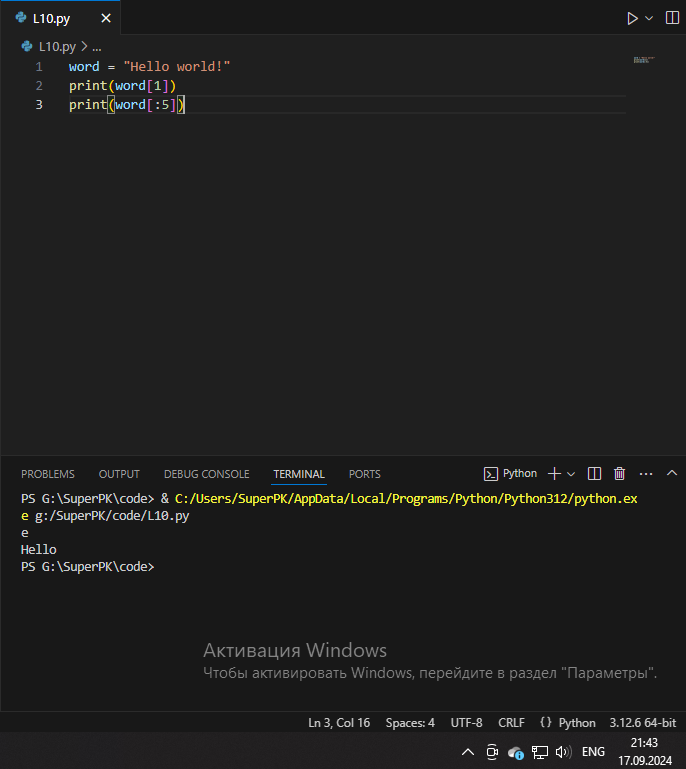 L10.py
L10.py > ...
1 word = "Hello world!"
2 print(word[1])
3 print(word[:5])
PROBLEMS OUTPUT DEBUG CONSOLE TERMINAL PORTS Python
PS G:\SuperPK\code> & C:/Users/SuperPK/AppData/Local/Programs/Python/Python312/python.ex
e g:/SuperPK/code/L10.py
e
Hello
PS G:\SuperPK\code>
Активация Windows
Чтобы активировать Windows, перейдите в раздел "Параметры".
Ln 3, Col 16 Spaces: 4 UTF-8 CRLF {} Python 3.12.6 64-bit
ENG
21:43
17.09.2024